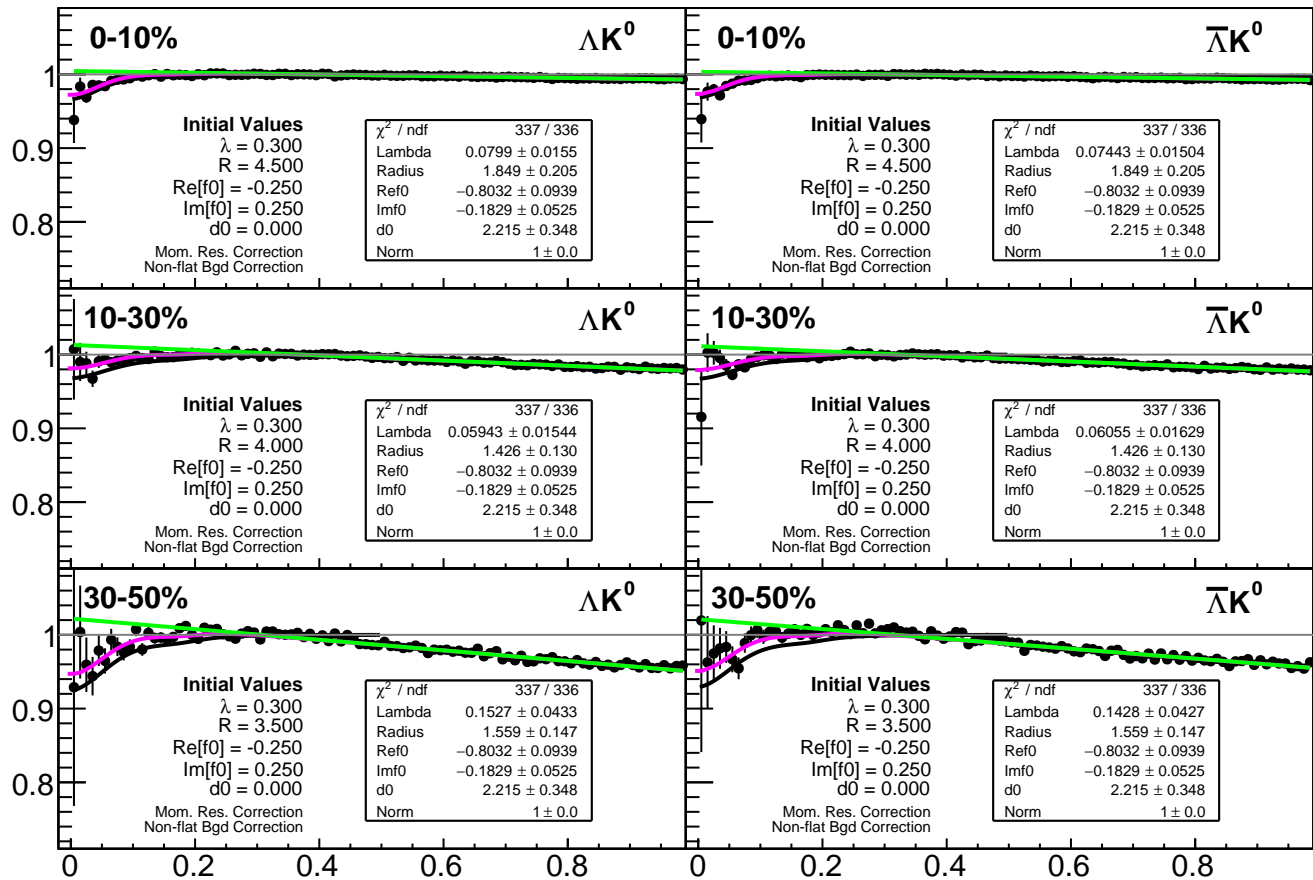 0-10% ΛK⁰
Initial Values
λ = 0.300
R = 4.500
Re[f0] = -0.250
Im[f0] = 0.250
d0 = 0.000
Mom. Res. Correction
Non-flat Bgd Correction
χ² / ndf 337 / 336
Lambda 0.0799 ± 0.0155
Radius 1.849 ± 0.205
Ref0 −0.8032 ± 0.0939
Imf0 −0.1829 ± 0.0525
d0 2.215 ± 0.348
Norm 1 ± 0.0
1
0.9
0.8
0-10% Λ̅K⁰
Initial Values
λ = 0.300
R = 4.500
Re[f0] = -0.250
Im[f0] = 0.250
d0 = 0.000
Mom. Res. Correction
Non-flat Bgd Correction
χ² / ndf 337 / 336
Lambda 0.07443 ± 0.01504
Radius 1.849 ± 0.205
Ref0 −0.8032 ± 0.0939
Imf0 −0.1829 ± 0.0525
d0 2.215 ± 0.348
Norm 1 ± 0.0
10-30% ΛK⁰
Initial Values
λ = 0.300
R = 4.000
Re[f0] = -0.250
Im[f0] = 0.250
d0 = 0.000
Mom. Res. Correction
Non-flat Bgd Correction
χ² / ndf 337 / 336
Lambda 0.05943 ± 0.01544
Radius 1.426 ± 0.130
Ref0 −0.8032 ± 0.0939
Imf0 −0.1829 ± 0.0525
d0 2.215 ± 0.348
Norm 1 ± 0.0
1
0.9
0.8
10-30% Λ̅K⁰
Initial Values
λ = 0.300
R = 4.000
Re[f0] = -0.250
Im[f0] = 0.250
d0 = 0.000
Mom. Res. Correction
Non-flat Bgd Correction
χ² / ndf 337 / 336
Lambda 0.06055 ± 0.01629
Radius 1.426 ± 0.130
Ref0 −0.8032 ± 0.0939
Imf0 −0.1829 ± 0.0525
d0 2.215 ± 0.348
Norm 1 ± 0.0
30-50% ΛK⁰
Initial Values
λ = 0.300
R = 3.500
Re[f0] = -0.250
Im[f0] = 0.250
d0 = 0.000
Mom. Res. Correction
Non-flat Bgd Correction
χ² / ndf 337 / 336
Lambda 0.1527 ± 0.0433
Radius 1.559 ± 0.147
Ref0 −0.8032 ± 0.0939
Imf0 −0.1829 ± 0.0525
d0 2.215 ± 0.348
Norm 1 ± 0.0
1
0.9
0.8
30-50% Λ̅K⁰
Initial Values
λ = 0.300
R = 3.500
Re[f0] = -0.250
Im[f0] = 0.250
d0 = 0.000
Mom. Res. Correction
Non-flat Bgd Correction
χ² / ndf 337 / 336
Lambda 0.1428 ± 0.0427
Radius 1.559 ± 0.147
Ref0 −0.8032 ± 0.0939
Imf0 −0.1829 ± 0.0525
d0 2.215 ± 0.348
Norm 1 ± 0.0
0 0.2 0.4 0.6 0.8 0 0.2 0.4 0.6 0.8